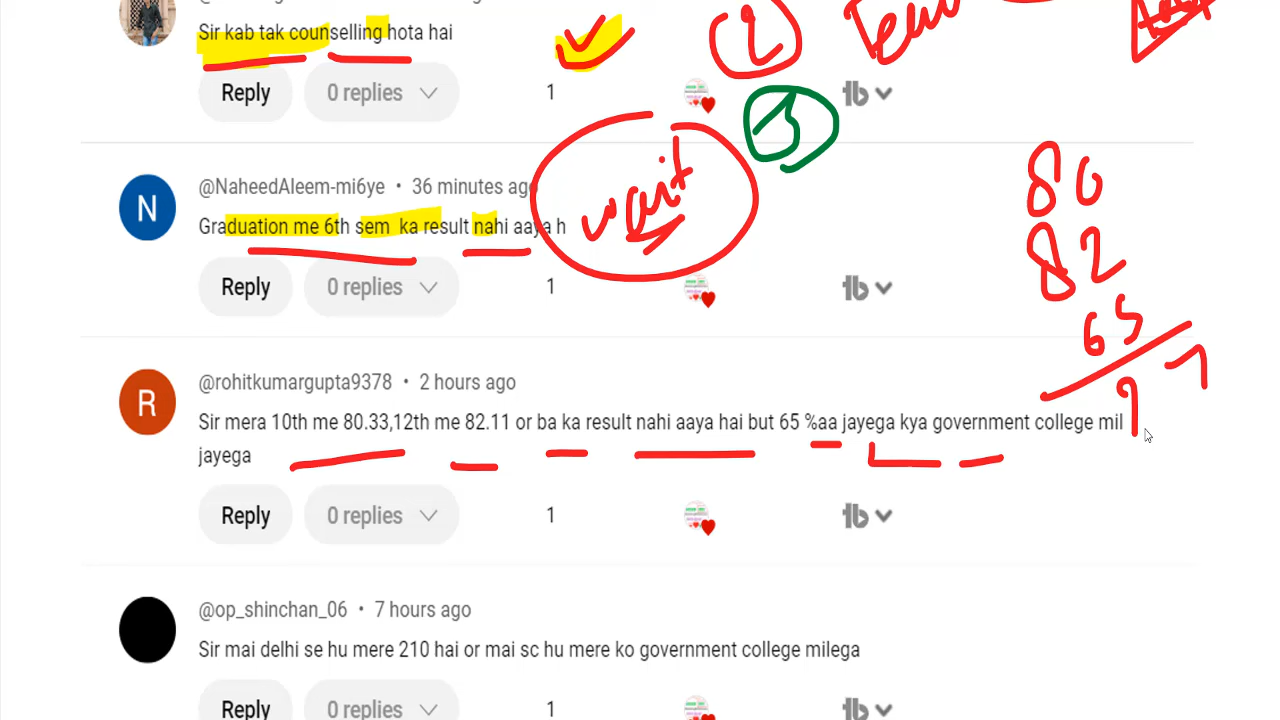 Sir kab tak counselling hota hai
Reply 0 replies 1
2
3
@NaheedAleem-mi6ye • 36 minutes ago
Graduation me 6th sem ka result nahi aaya h
wait
Reply 0 replies 1
80
82
65
@rohitkumargupta9378 • 2 hours ago
Sir mera 10th me 80.33,12th me 82.11 or ba ka result nahi aaya hai but 65 %aa jayega kya government college mil
jayega
Reply 0 replies 1
@op_shinchan_06 • 7 hours ago
Sir mai delhi se hu mere 210 hai or mai sc hu mere ko government college milega
Reply 0 replies 1